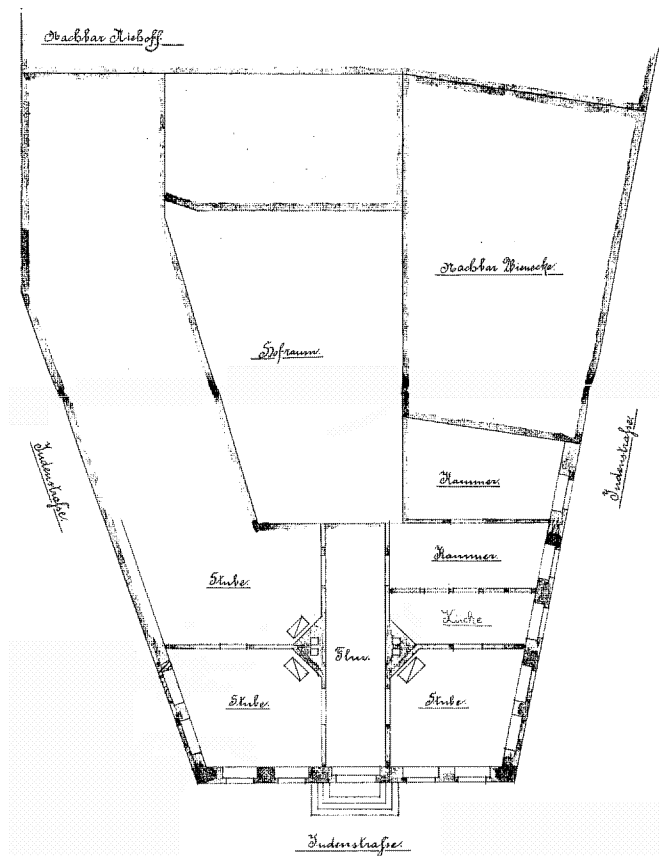 Nachbar Niehoff.
Nachbar Wienecke.
Hofraum.
Judenstraße.
Judenstraße.
Kammer.
Kammer.
Stube.
Küche
Flur.
Stube.
Stube.
Judenstraße.